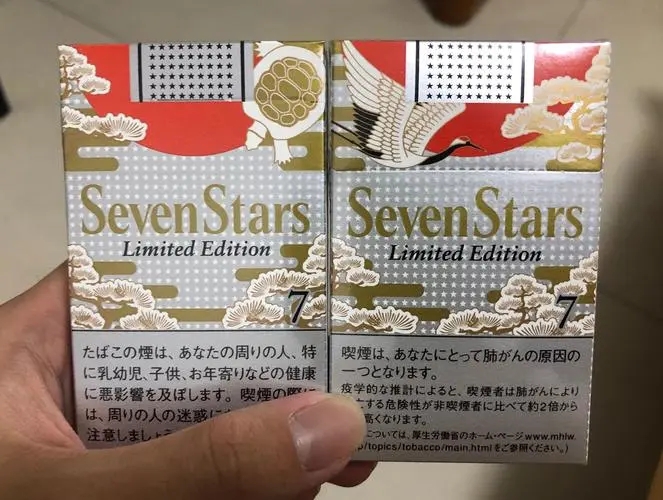 Seven Stars
Limited Edition
7
たばこの煙は、あなたの周りの人、特
に乳幼児、子供、お年寄りなどの健康
に悪影響を及ぼします。喫煙の際に
は、周りの人の迷惑に
注意しましょ
Seven Stars
Limited Edition
7
喫煙は、あなたにとって肺がんの原因の
一つとなります。
疫学的な推計によると、喫煙者は肺がんにより
する危険性が非喫煙者に比べて約2倍から
高くなります。
については、厚生労働省のホーム・ページwww.mhlw.
p/topics/tobacco/main.htmlをご参照ください。)